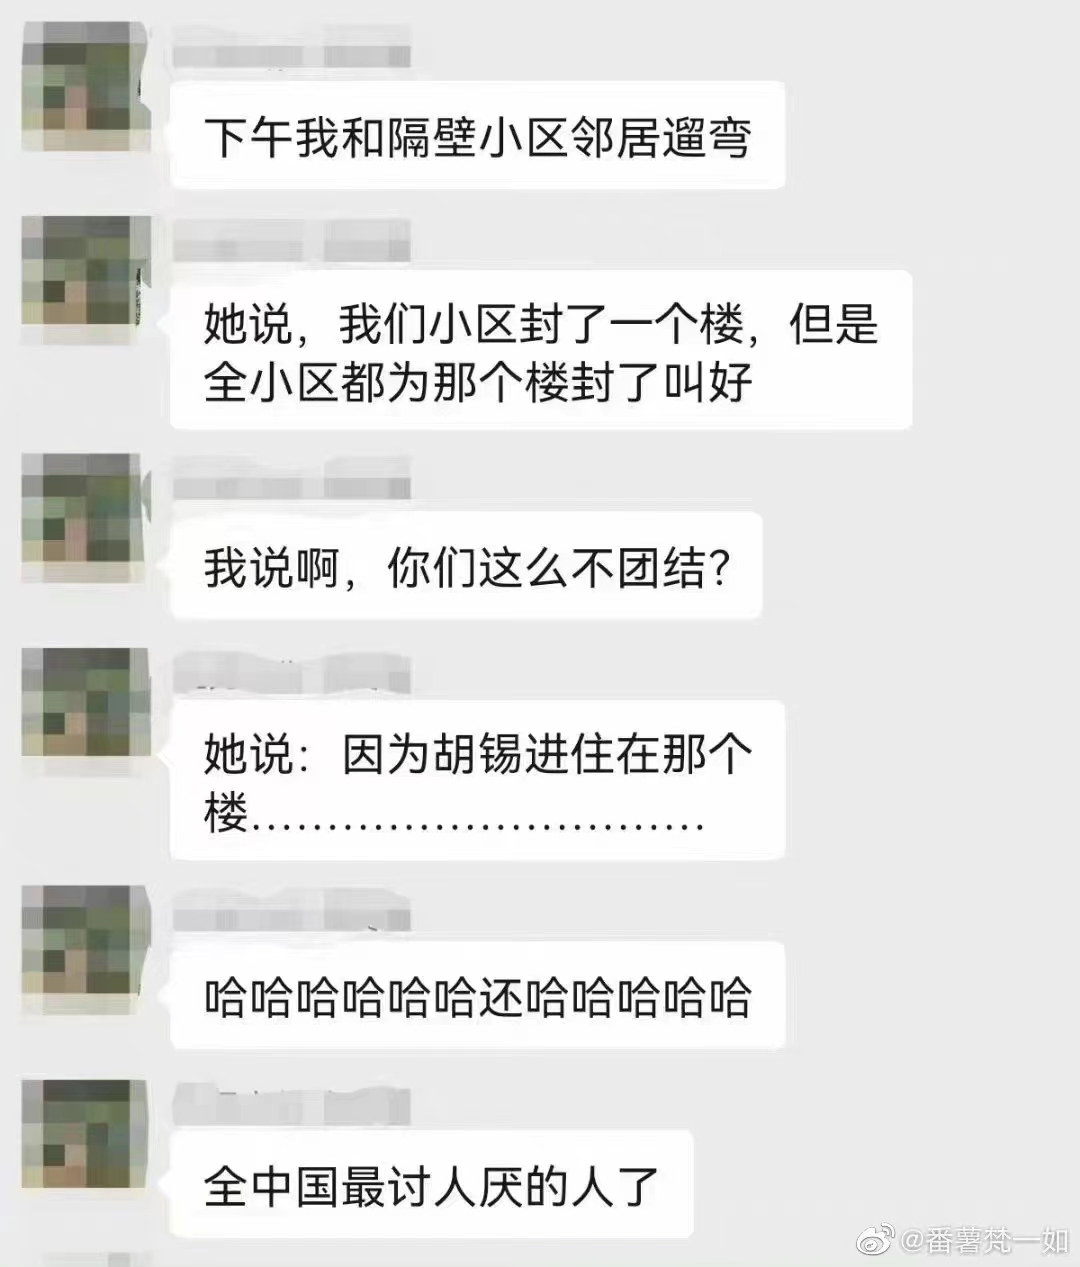 下午我和隔壁小区邻居遛弯
她说，我们小区封了一个楼，但是
全小区都为那个楼封了叫好
我说啊，你们这么不团结？
她说：因为胡锡进住在那个
楼..............................
哈哈哈哈哈哈还哈哈哈哈哈
全中国最讨人厌的人了
@番薯梵一如